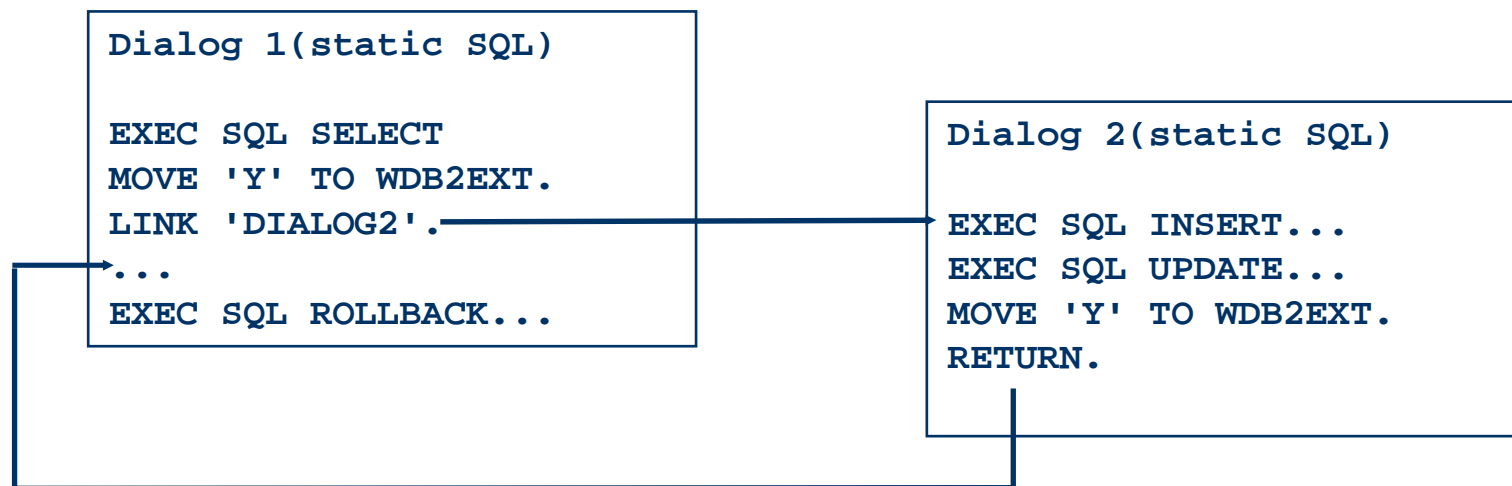 Dialog 1(static SQL)
EXEC SQL SELECT
MOVE 'Y' TO WDB2EXT.
LINK 'DIALOG2'.
...
EXEC SQL ROLLBACK...
Dialog 2(static SQL)
EXEC SQL INSERT...
EXEC SQL UPDATE...
MOVE 'Y' TO WDB2EXT.
RETURN.